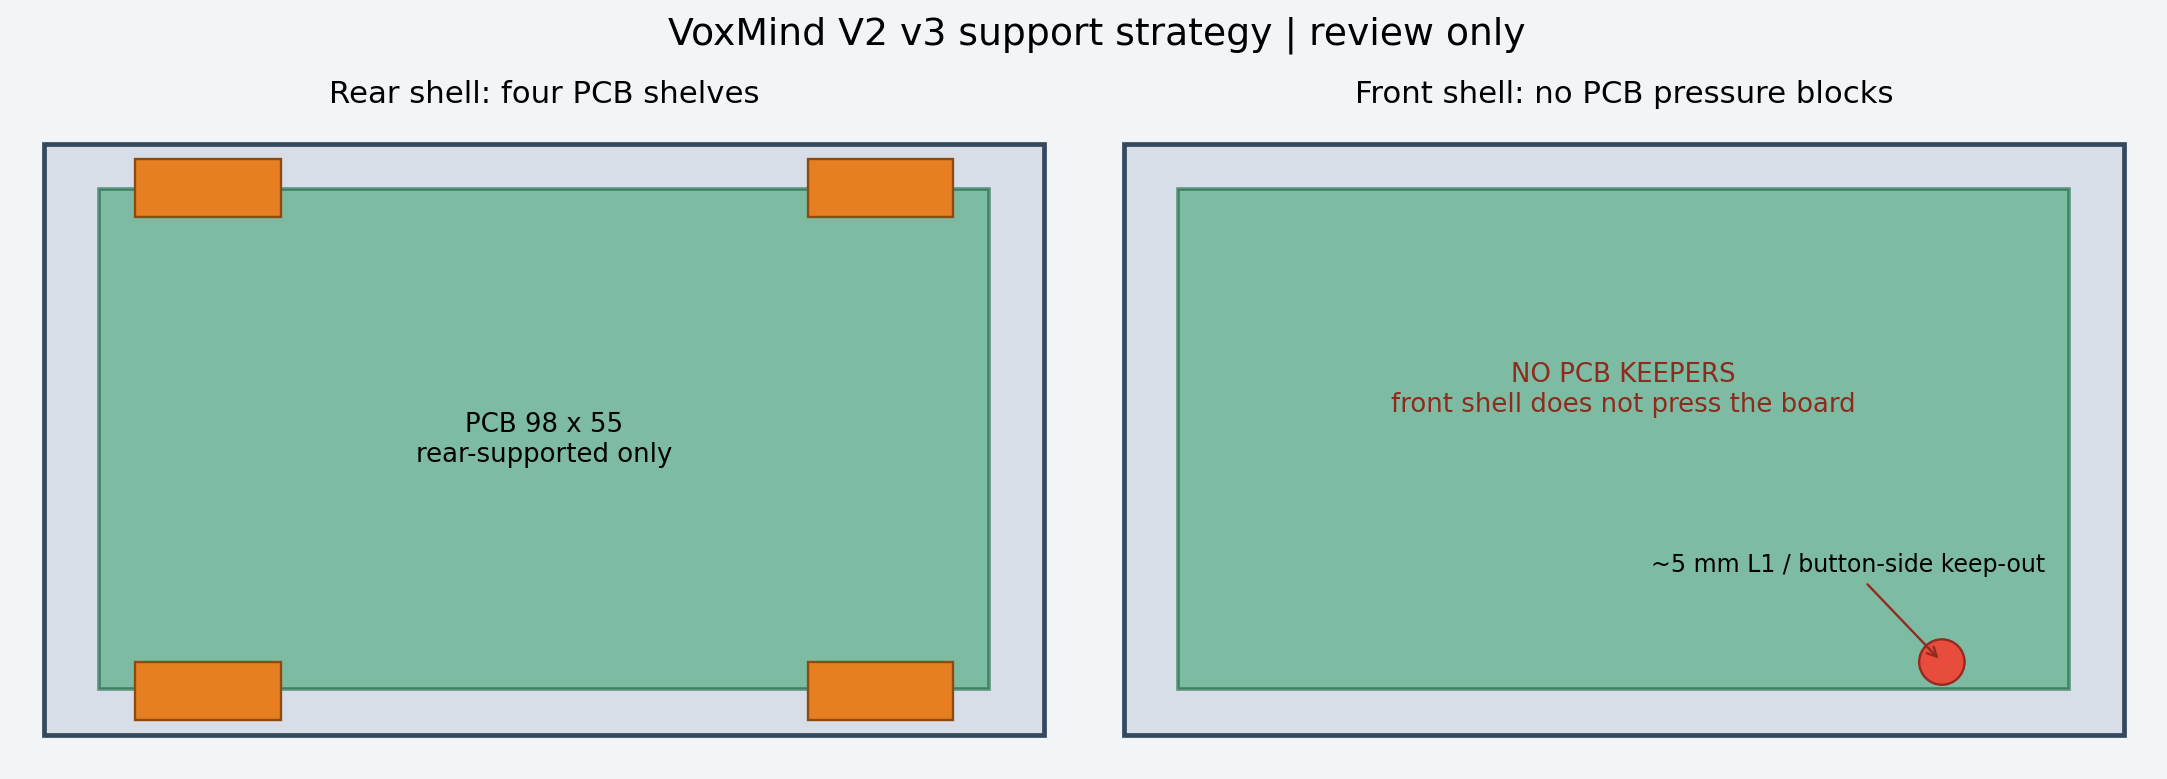 VoxMind V2 v3 support strategy | review only
Rear shell: four PCB shelves
Front shell: no PCB pressure blocks
PCB 98 x 55
rear-supported only
NO PCB KEEPERS
front shell does not press the board
~5 mm L1 / button-side keep-out